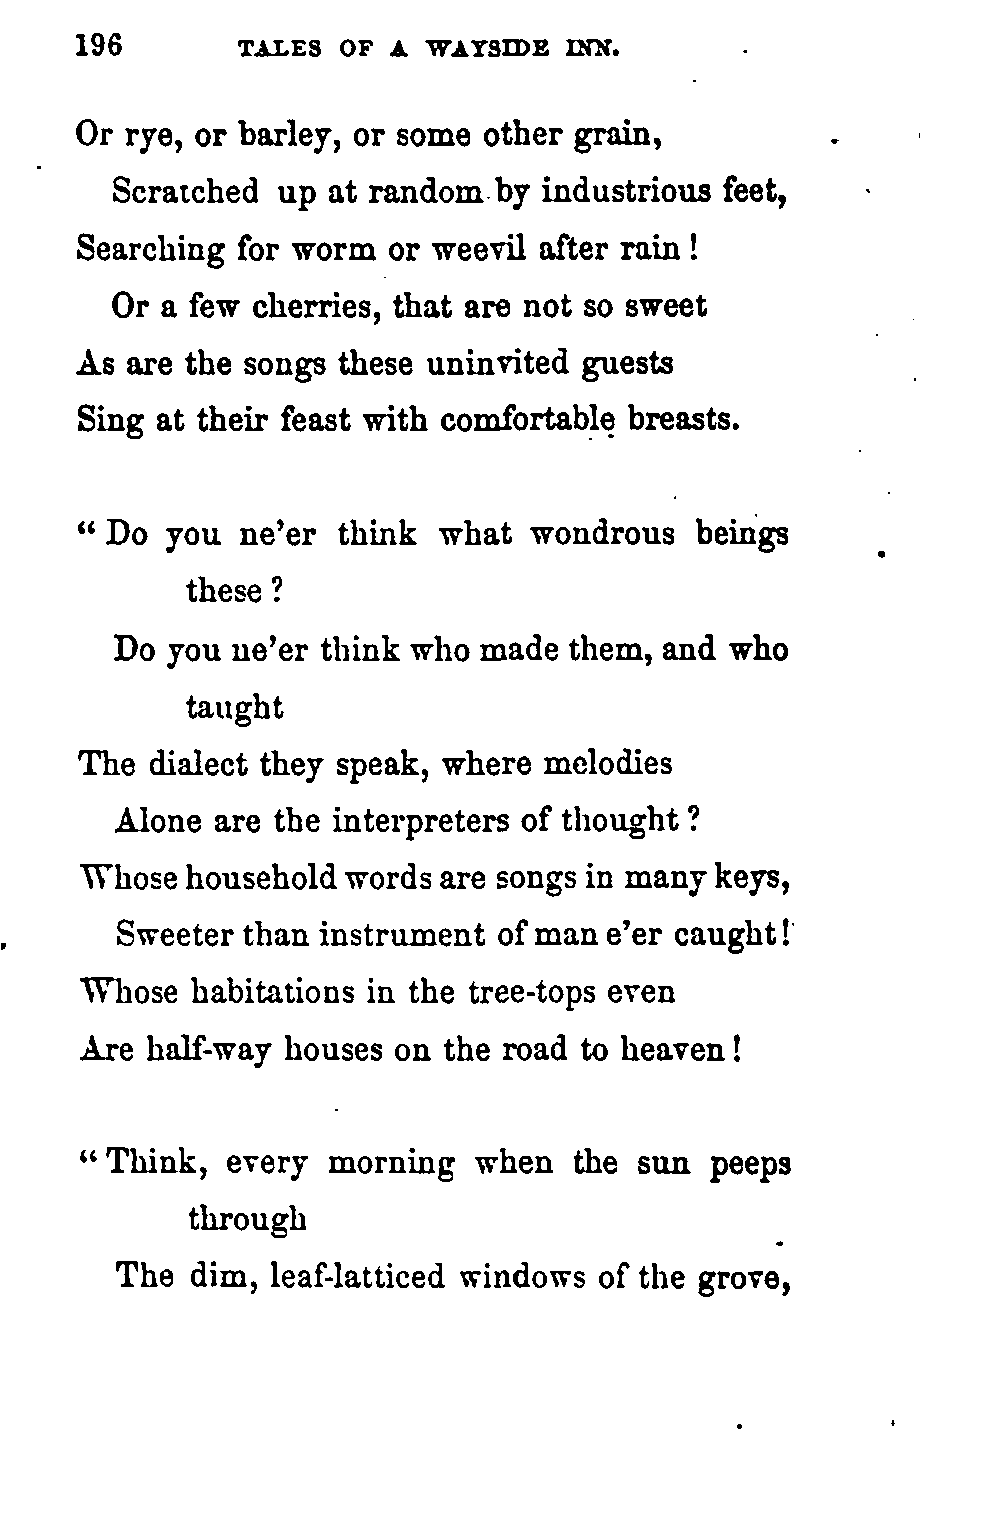 196 TALES OF A WAYSIDE INN.
Or rye, or barley, or some other grain,
Scratched up at random by industrious feet,
Searching for worm or weevil after rain !
Or a few cherries, that are not so sweet
As are the songs these uninvited guests
Sing at their feast with comfortable breasts.
“ Do you ne’er think what wondrous beings
these ?
Do you ne’er think who made them, and who
taught
The dialect they speak, where melodies
Alone are the interpreters of thought ?
Whose household words are songs in many keys,
Sweeter than instrument of man e’er caught !
Whose habitations in the tree-tops even
Are half-way houses on the road to heaven !
“ Think, every morning when the sun peeps
through
The dim, leaf-latticed windows of the grove,